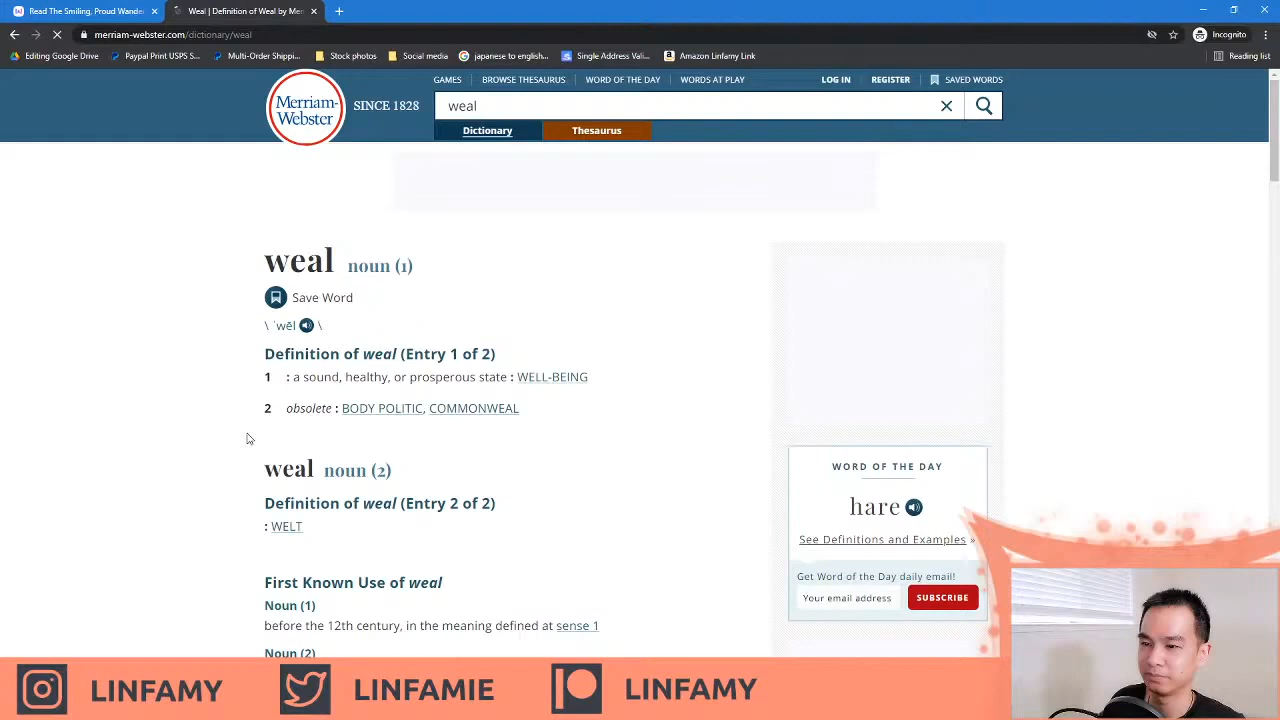 Read The Smiling, Proud Wander
Weal | Definition of Weal by Mer
merriam-webster.com/dictionary/weal
Incognito
Editing Google Drive
Paypal Print USPS S...
Multi-Order Shippi...
Stock photos
Social media
japanese to english...
Single Address Vali...
Amazon Linfamy Link
Reading list
GAMES
BROWSE THESAURUS
WORD OF THE DAY
WORDS AT PLAY
LOG IN
REGISTER
SAVED WORDS
Merriam-
Webster
SINCE 1828
weal
Dictionary
Thesaurus
weal noun (1)
Save Word
\ ˈwēl \
Definition of weal (Entry 1 of 2)
1 : a sound, healthy, or prosperous state : WELL-BEING
2 obsolete : BODY POLITIC, COMMONWEAL
weal noun (2)
Definition of weal (Entry 2 of 2)
: WELT
First Known Use of weal
Noun (1)
before the 12th century, in the meaning defined at sense 1
Noun (2)
WORD OF THE DAY
hare
See Definitions and Examples »
Get Word of the Day daily email!
Your email address
SUBSCRIBE
LINFAMY
LINFAMIE
LINFAMY